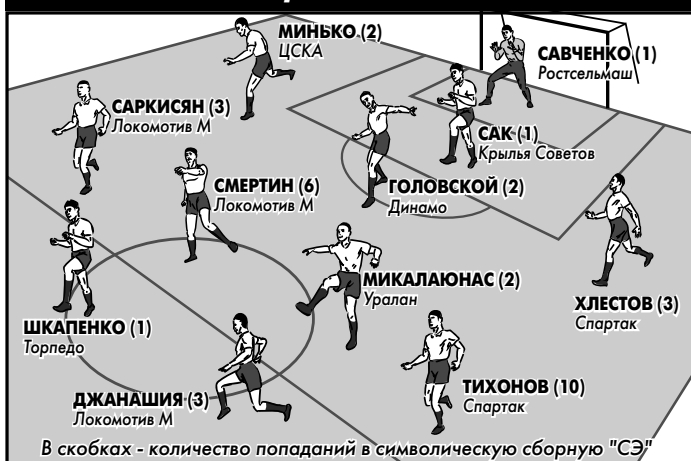 МИНЬКО (2)
ЦСКА
САВЧЕНКО (1)
Ростсельмаш
САРКИСЯН (3)
Локомотив М
САК (1)
Крылья Советов
СМЕРТИН (6)
Локомотив М
ГОЛОВСКОЙ (2)
Динамо
МИКАЛАЮНАС (2)
Уралан
ХЛЕСТОВ (3)
Спартак
ШКАПЕНКО (1)
Торпедо
ДЖАНАШИЯ (3)
Локомотив М
ТИХОНОВ (10)
Спартак
В скобках - количество попаданий в символическую сборную "СЭ"